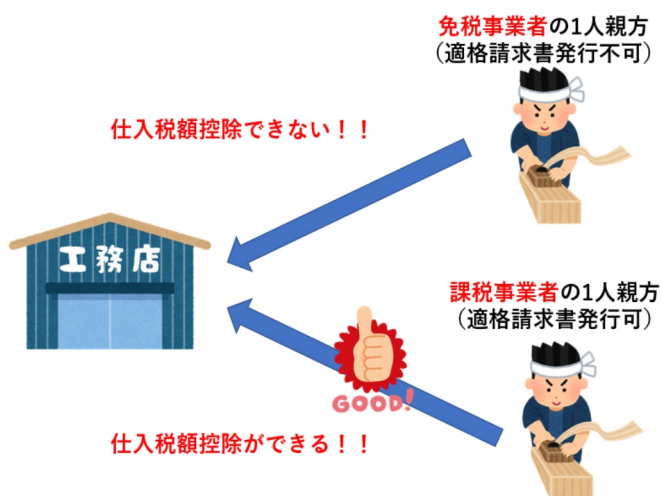 免税事業者の1人親方
（適格請求書発行不可）
仕入税額控除できない！！
工務店
課税事業者の1人親方
（適格請求書発行可）
GOOD!
仕入税額控除ができる！！